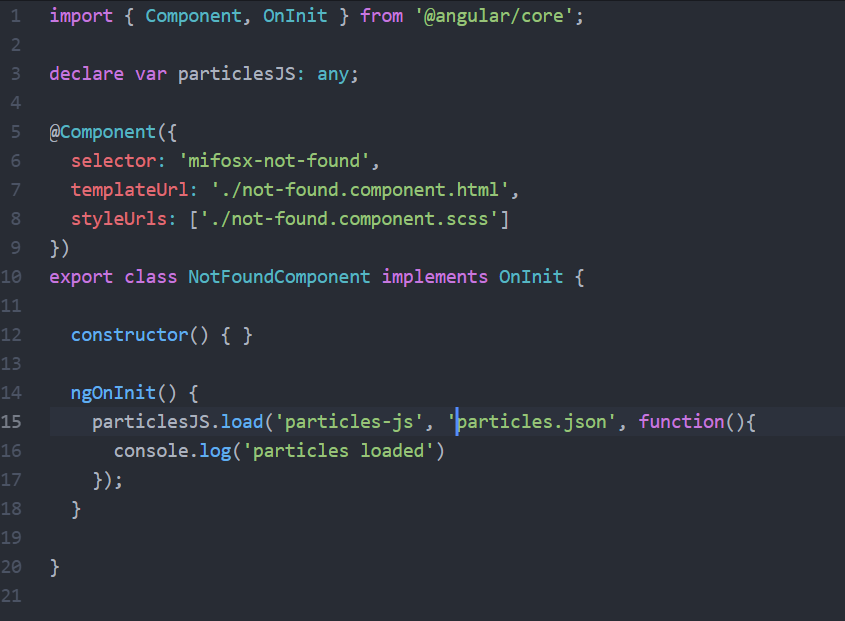 1 import { Component, OnInit } from '@angular/core';
2
3 declare var particlesJS: any;
4
5 @Component({
6   selector: 'mifosx-not-found',
7   templateUrl: './not-found.component.html',
8   styleUrls: ['./not-found.component.scss']
9 })
10 export class NotFoundComponent implements OnInit {
11
12   constructor() { }
13
14   ngOnInit() {
15     particlesJS.load('particles-js', 'particles.json', function(){
16       console.log('particles loaded')
17     });
18   }
19
20 }
21